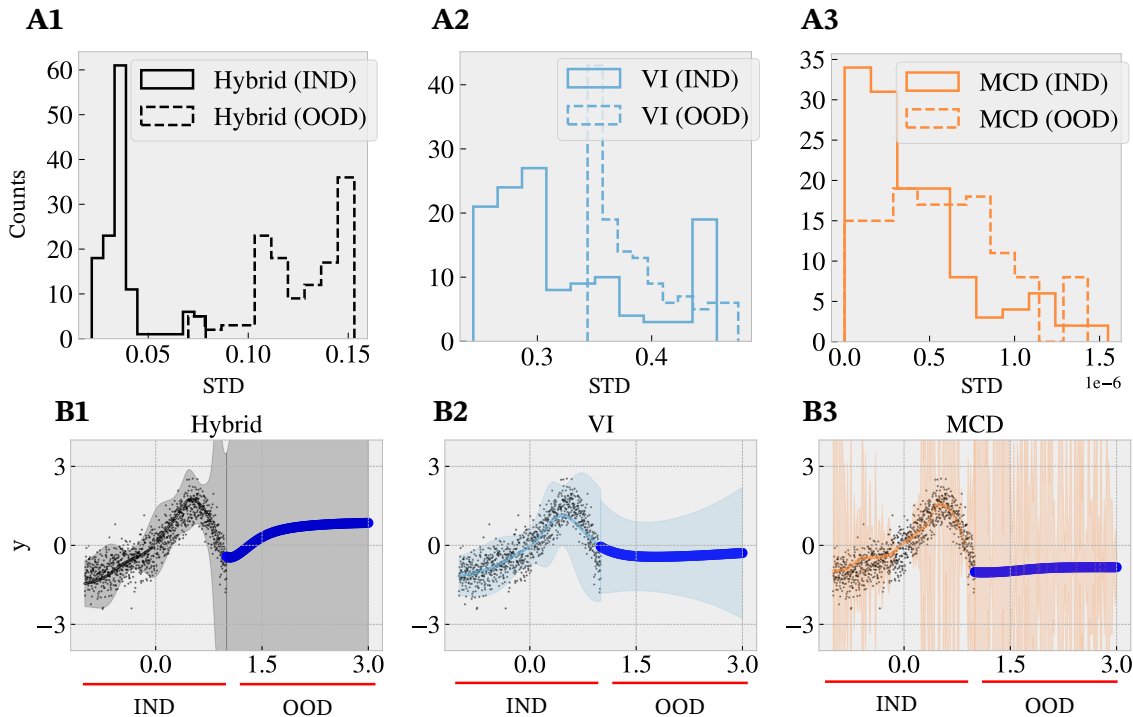 A1
Hybrid (IND)
Hybrid (OOD)
Counts
60
50
40
30
20
10
0
0.05
0.10
0.15
STD
A2
VI (IND)
VI (OOD)
40
30
20
10
0
0.3
0.4
STD
A3
MCD (IND)
MCD (OOD)
35
30
25
20
15
10
5
0
0.0
0.5
1.0
1.5
STD
1e−6
B1
Hybrid
y
3
0
−3
0.0
1.5
3.0
IND
OOD
B2
VI
3
0
−3
0.0
1.5
3.0
IND
OOD
B3
MCD
3
0
−3
0.0
1.5
3.0
IND
OOD